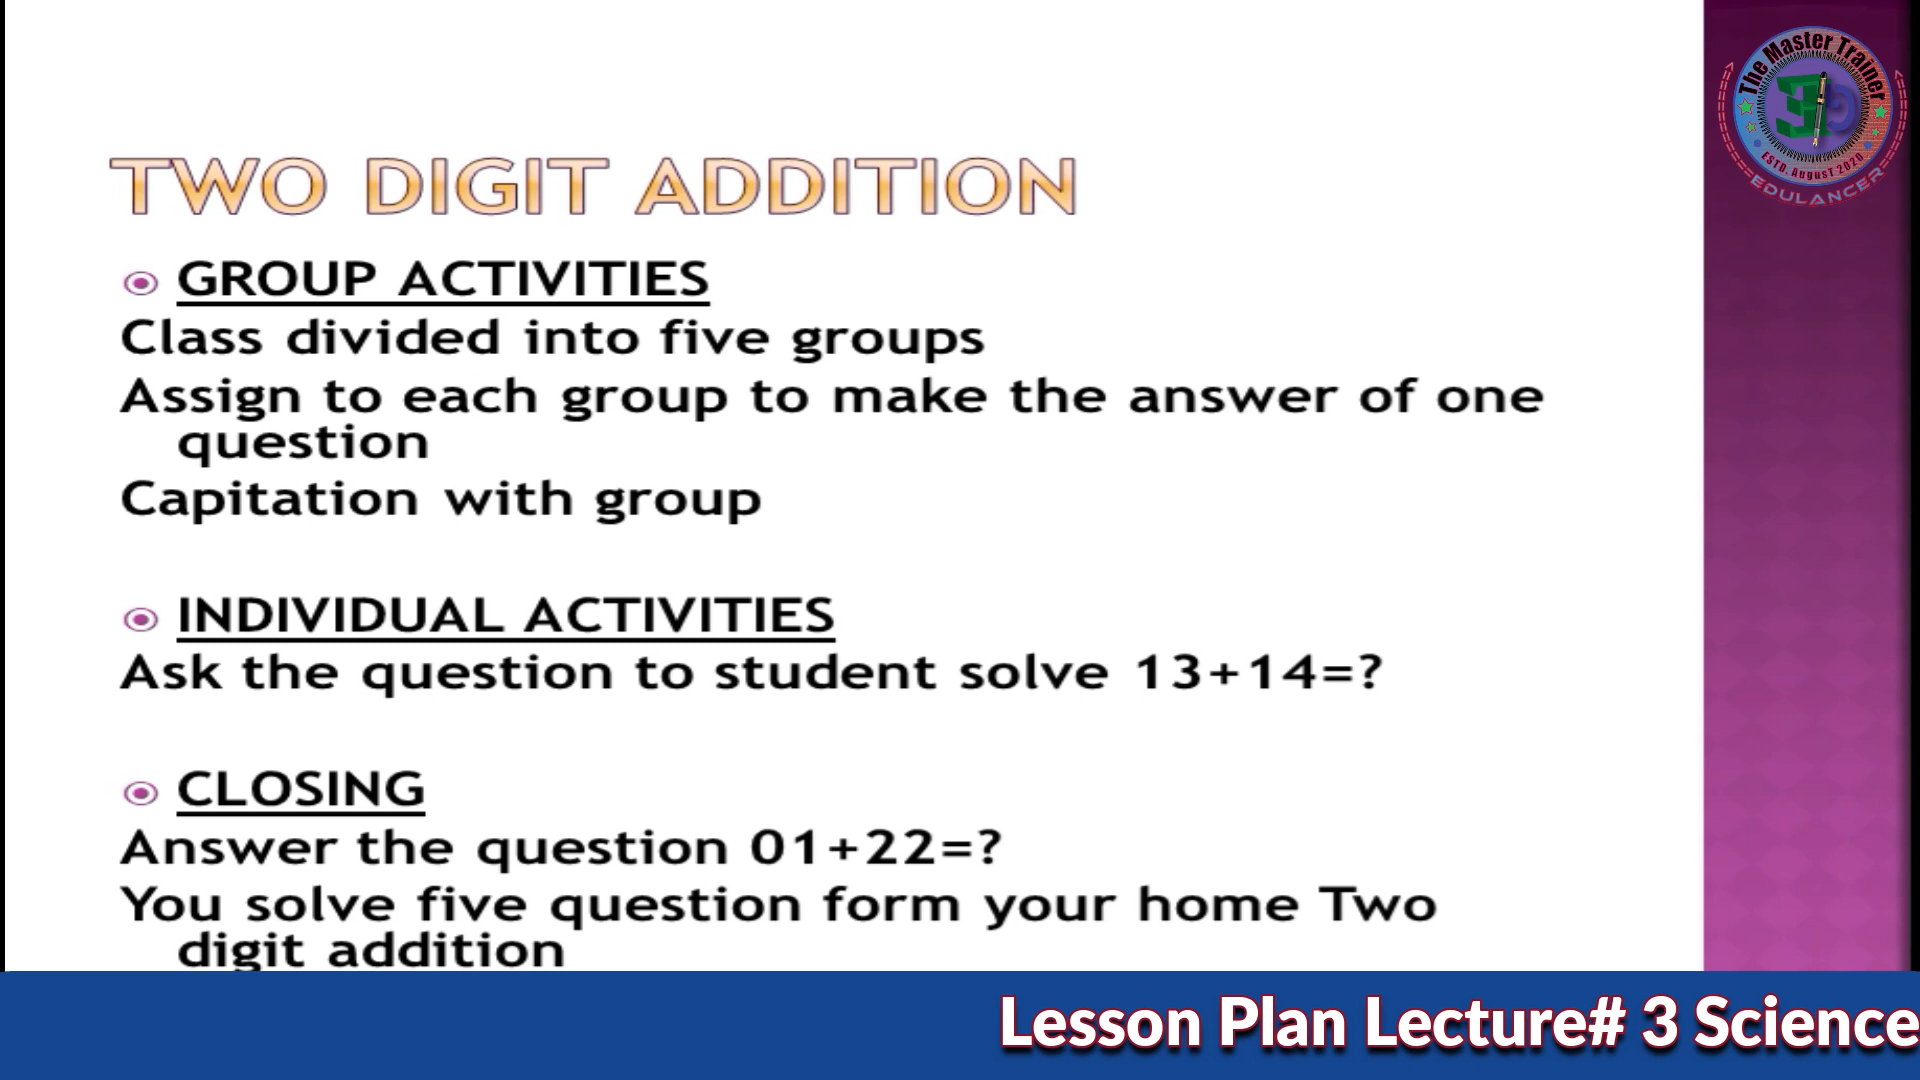 The Master Trainer
ESTD. AugusT 2020
EDULANCER
TWO DIGIT ADDITION
GROUP ACTIVITIES
Class divided into five groups
Assign to each group to make the answer of one
question
Capitation with group
INDIVIDUAL ACTIVITIES
Ask the question to student solve 13+14=?
CLOSING
Answer the question 01+22=?
You solve five question form your home Two
digit addition
Lesson Plan Lecture# 3 Science